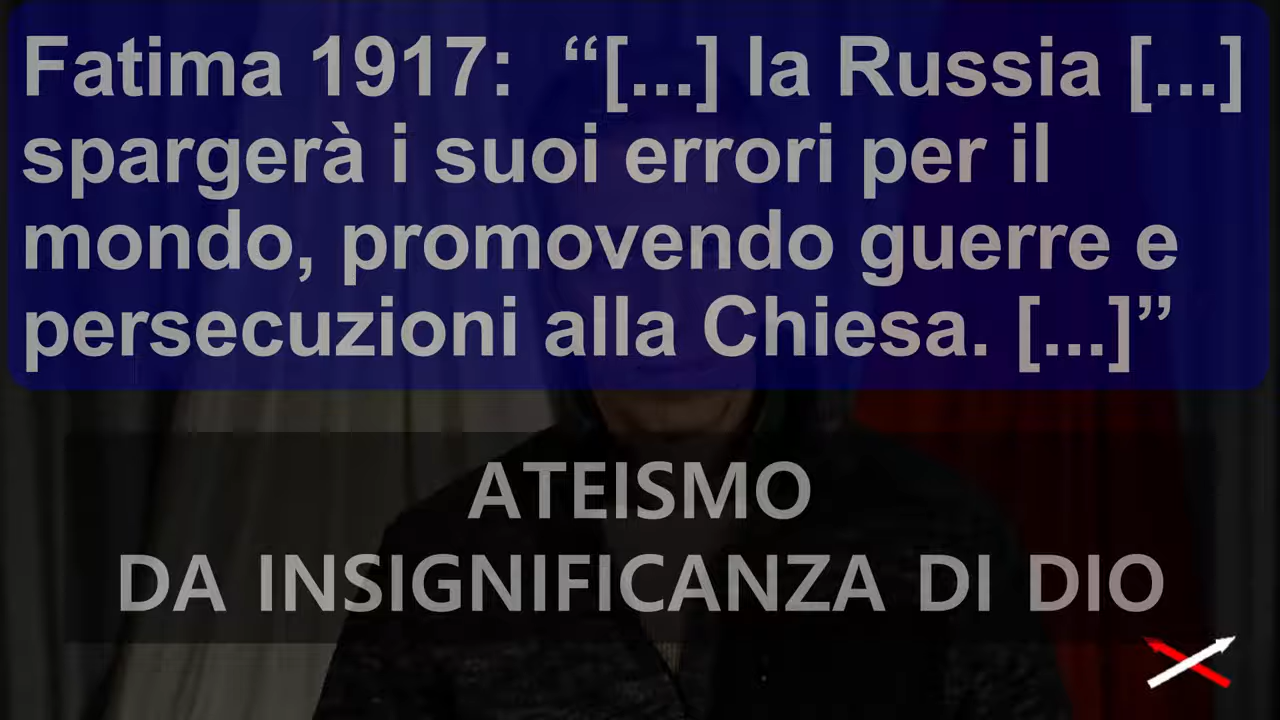 Fatima 1917: “[...] la Russia [...]
spargerà i suoi errori per il
mondo, promovendo guerre e
persecuzioni alla Chiesa. [...]”
ATEISMO
DA INSIGNIFICANZA DI DIO